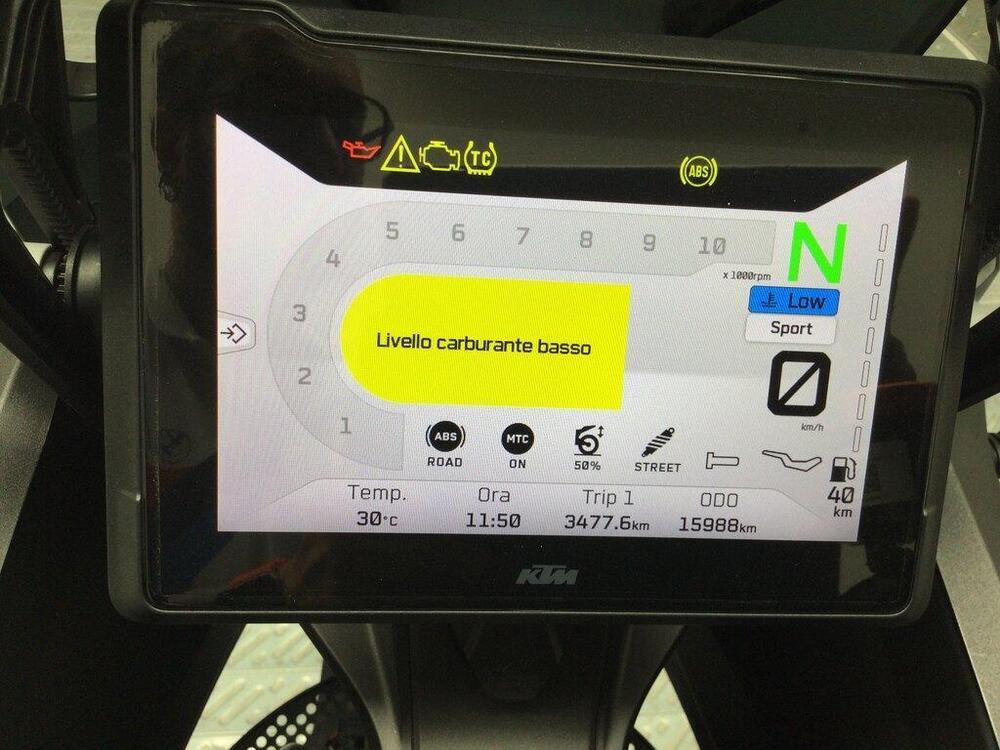 TC
ABS
5 6 7 8 9 10
4
3
2
1
x 1000rpm
N
Low
Sport
Livello carburante basso
0
km/h
ABS
ROAD
MTC
ON
50%
STREET
40
km
Temp. Ora Trip 1 ODO
30°C 11:50 3477.6km 15988km
KTM